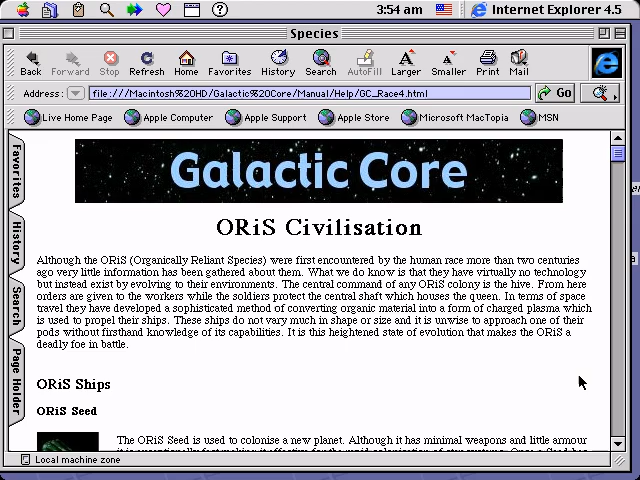 3:54 am
Internet Explorer 4.5
Species
Back Forward Stop Refresh Home Favorites History Search AutoFill Larger Smaller Print Mail
Address: file:///Macintosh%20HD/Galactic%20Core/Manual/Help/GC_Race4.html Go
Live Home Page Apple Computer Apple Support Apple Store Microsoft MacTopia MSN
Favorites
History
Search
Page Holder
Galactic Core
ORiS Civilisation
Although the ORiS (Organically Reliant Species) were first encountered by the human race more than two centuries
ago very little information has been gathered about them. What we do know is that they have virtually no technology
but instead exist by evolving to their environments. The central command of any ORiS colony is the hive. From here
orders are given to the workers while the soldiers protect the central shaft which houses the queen. In terms of space
travel they have developed a sophisticated method of converting organic material into a form of charged plasma which
is used to propel their ships. These ships do not vary much in shape or size and it is unwise to approach one of their
pods without firsthand knowledge of its capabilities. It is this heightened state of evolution that makes the ORiS a
deadly foe in battle.
ORiS Ships
ORiS Seed
The ORiS Seed is used to colonise a new planet. Although it has minimal weapons and little armour
Local machine zone